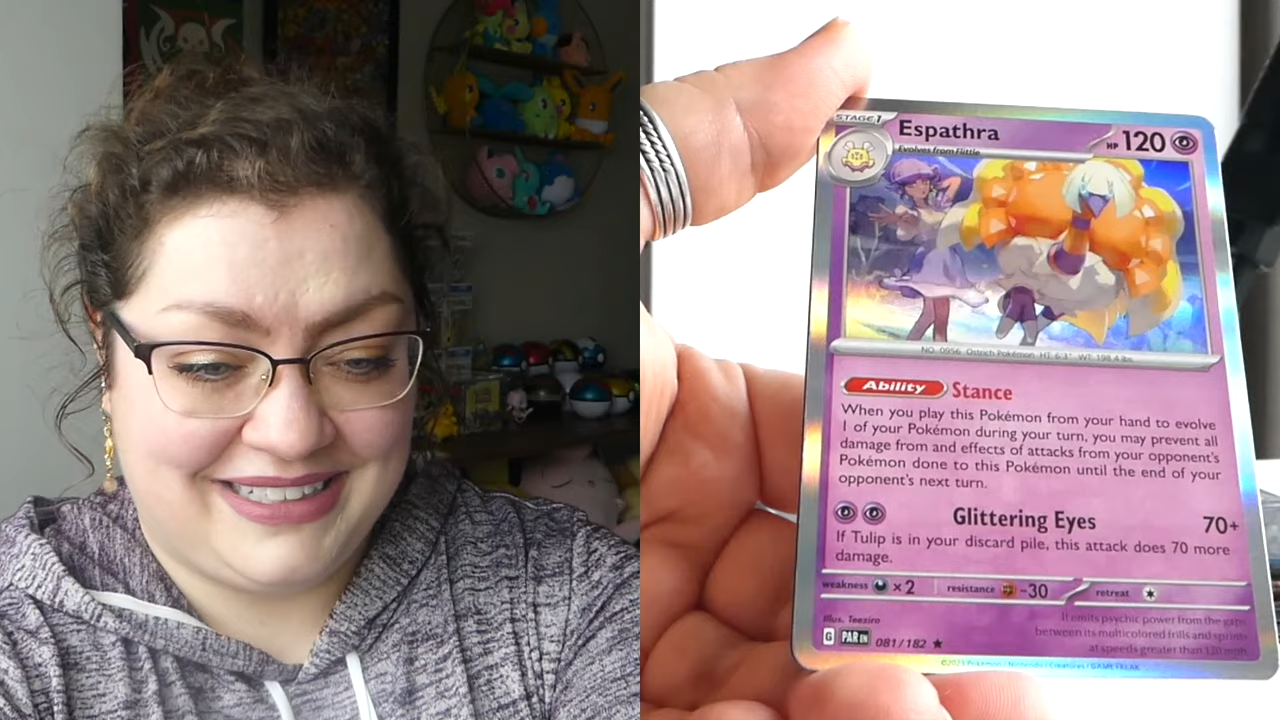 STAGE 1
Espathra
HP 120
Evolves from Flittle
NO. 0956 Ostrich Pokémon HT: 6'3" WT: 198.4 lbs.
Ability Stance
When you play this Pokémon from your hand to evolve
1 of your Pokémon during your turn, you may prevent all
damage from and effects of attacks from your opponent's
Pokémon done to this Pokémon until the end of your
opponent's next turn.
Glittering Eyes 70+
If Tulip is in your discard pile, this attack does 70 more
damage.
weakness ×2 resistance -30 retreat
Illus. Teeziro
It emits psychic power from the gaps
between its multicolored frills and sprints
at speeds greater than 120 mph.
G PAR EN 081/182 ★
©2023 Pokémon / Nintendo / Creatures / GAME FREAK